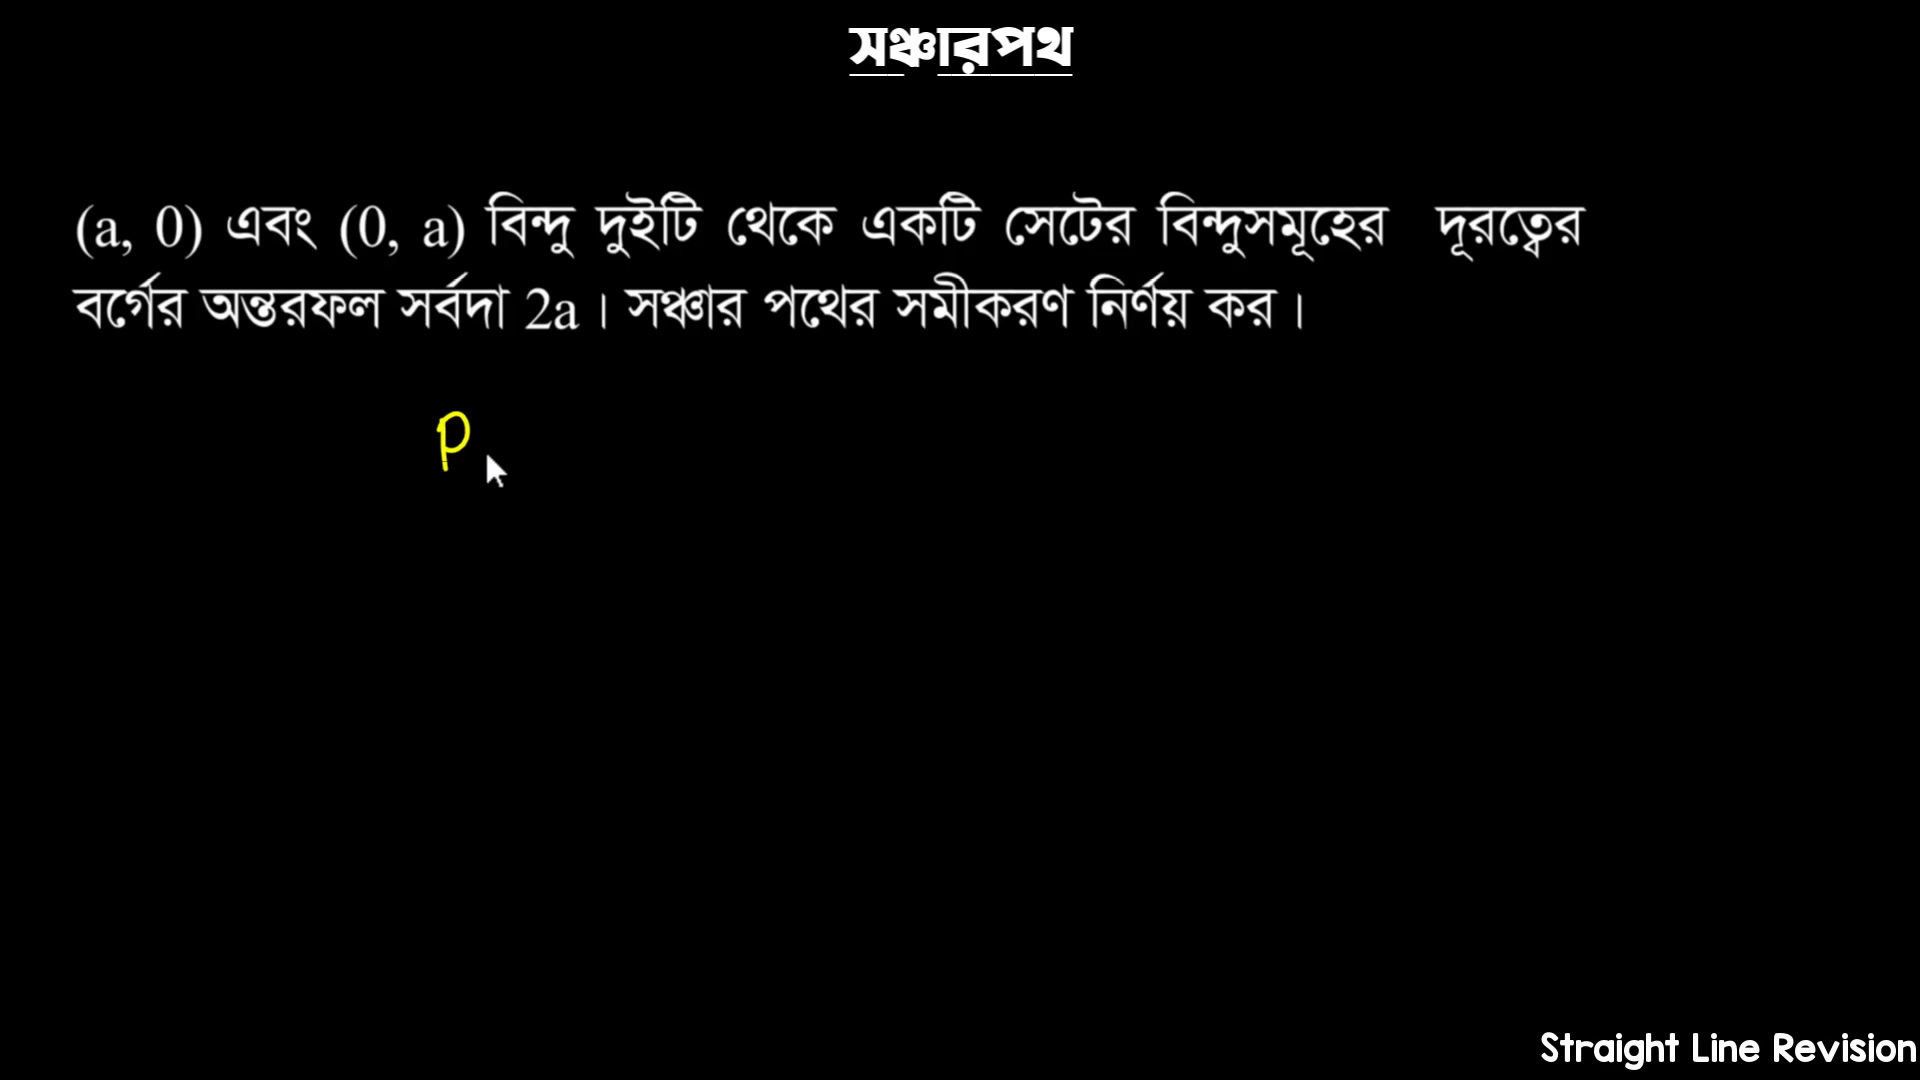 সঞ্চারপথ
(a, 0) এবং (0, a) বিন্দু দুইটি থেকে একটি সেটের বিন্দুসমূহের দূরত্বের
বর্গের অন্তরফল সর্বদা 2a । সঞ্চার পথের সমীকরণ নির্ণয় কর ।
P
Straight Line Revision